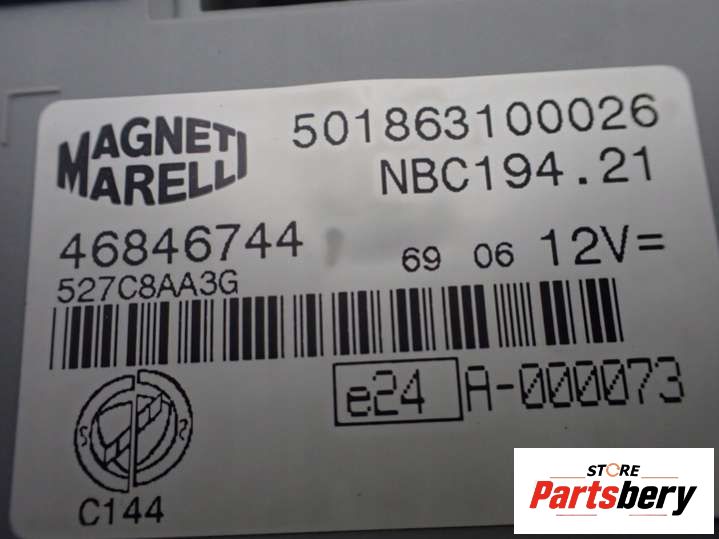 MAGNETI MARELLI
501863100026
NBC194.21
46846744
69 06 12V=
527C8AA3G
e24 A-000073
C144
STORE
Partsbery